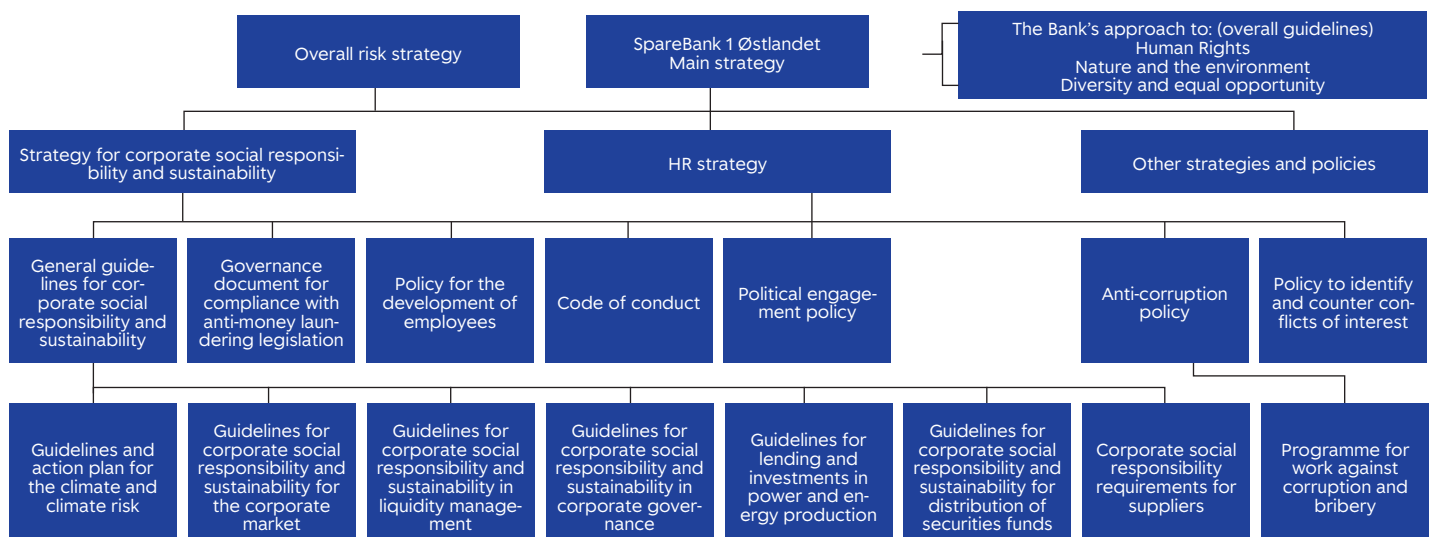 Overall risk strategy
SpareBank 1 Østlandet
Main strategy
The Bank’s approach to: (overall guidelines)
Human Rights
Nature and the environment
Diversity and equal opportunity
Strategy for corporate social responsi-
bility and sustainability
HR strategy
Other strategies and policies
General guide-
lines for cor-
porate social
responsibility and
sustainability
Governance
document for
compliance with
anti-money laun-
dering legislation
Policy for the
development of
employees
Code of conduct
Political engage-
ment policy
Anti-corruption
policy
Policy to identify
and counter con-
flicts of interest
Guidelines and
action plan for
the climate and
climate risk
Guidelines for
corporate social
responsibility and
sustainability for
the corporate
market
Guidelines for
corporate social
responsibility and
sustainability in
liquidity manage-
ment
Guidelines for
corporate social
responsibility and
sustainability in
corporate gover-
nance
Guidelines for
lending and
investments in
power and en-
ergy production
Guidelines for
corporate social
responsibility and
sustainability for
distribution of
securities funds
Corporate social
responsibility
requirements for
suppliers
Programme for
work against
corruption and
bribery